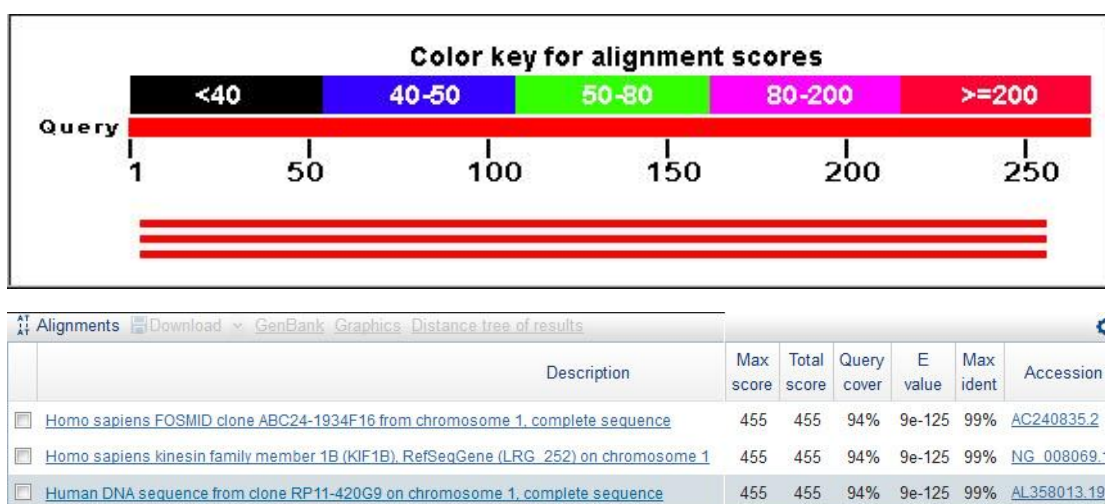 Color key for alignment scores
<40 40-50 50-80 80-200 >=200
Query
1 50 100 150 200 250
Alignments Download GenBank Graphics Distance tree of results
Description Max score Total score Query cover E value Max ident Accession
Homo sapiens FOSMID clone ABC24-1934F16 from chromosome 1, complete sequence 455 455 94% 9e-125 99% AC240835.2
Homo sapiens kinesin family member 1B (KIF1B), RefSeqGene (LRG_252) on chromosome 1 455 455 94% 9e-125 99% NG_008069.1
Human DNA sequence from clone RP11-420G9 on chromosome 1, complete sequence 455 455 94% 9e-125 99% AL358013.19